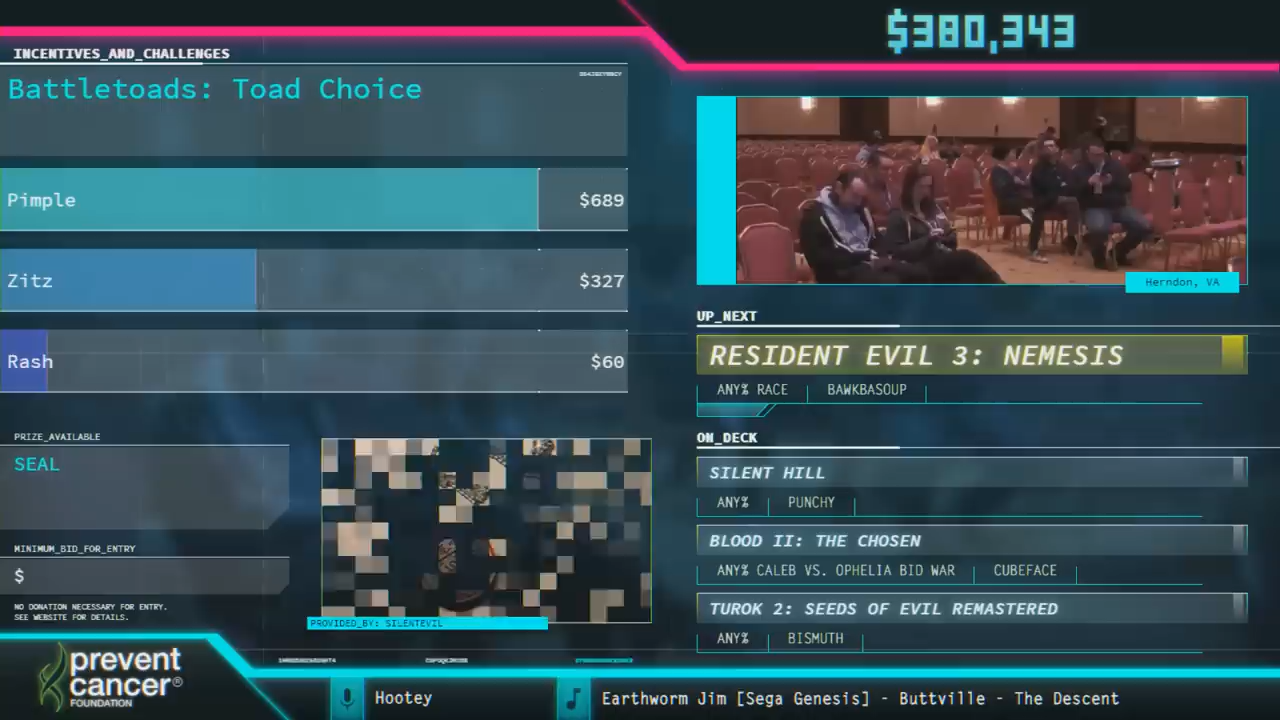 $380,343
INCENTIVES_AND_CHALLENGES
Battletoads: Toad Choice
Pimple
$689
Zitz
$327
Rash
$60
PRIZE_AVAILABLE
SEAL
MINIMUM_BID_FOR_ENTRY
$
NO DONATION NECESSARY FOR ENTRY.
SEE WEBSITE FOR DETAILS.
PROVIDED_BY: SILENTEVIL
Herndon, VA
UP_NEXT
RESIDENT EVIL 3: NEMESIS
ANY% RACE
BAWKBASOUP
ON_DECK
SILENT HILL
ANY%
PUNCHY
BLOOD II: THE CHOSEN
ANY% CALEB VS. OPHELIA BID WAR
CUBEFACE
TUROK 2: SEEDS OF EVIL REMASTERED
ANY%
BISMUTH
prevent
cancer®
FOUNDATION
Hootey
Earthworm Jim [Sega Genesis] - Buttville - The Descent